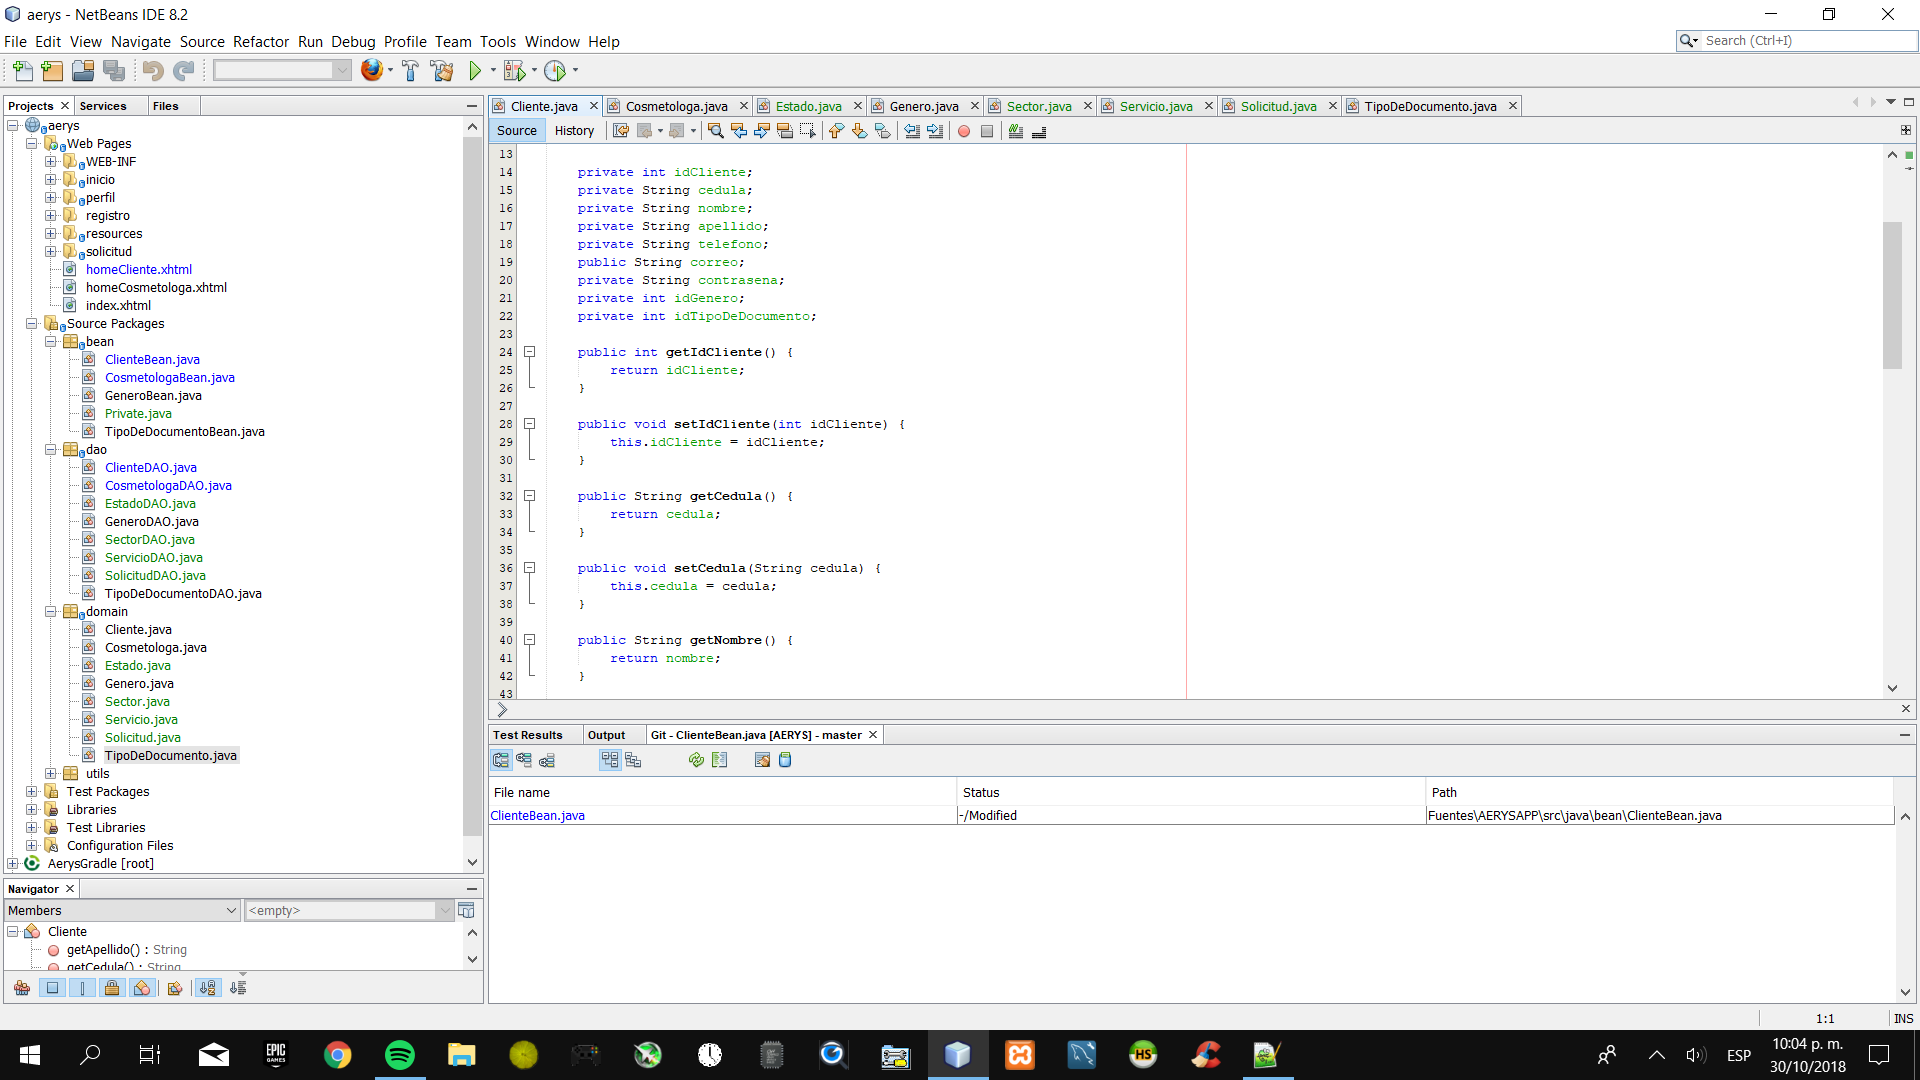 aerys - NetBeans IDE 8.2
File Edit View Navigate Source Refactor Run Debug Profile Team Tools Window Help
Search (Ctrl+I)
Projects Services Files
aerys
Web Pages
WEB-INF
inicio
perfil
registro
resources
solicitud
homeCliente.xhtml
homeCosmetologa.xhtml
index.xhtml
Source Packages
bean
ClienteBean.java
CosmetologaBean.java
GeneroBean.java
Private.java
TipoDeDocumentoBean.java
dao
ClienteDAO.java
CosmetologaDAO.java
EstadoDAO.java
GeneroDAO.java
SectorDAO.java
ServicioDAO.java
SolicitudDAO.java
TipoDeDocumentoDAO.java
domain
Cliente.java
Cosmetologa.java
Estado.java
Genero.java
Sector.java
Servicio.java
Solicitud.java
TipoDeDocumento.java
utils
Test Packages
Libraries
Test Libraries
Configuration Files
AerysGradle [root]
Navigator
Members <empty>
Cliente
getApellido() : String
getCedula() : String
Cliente.java Cosmetologa.java Estado.java Genero.java Sector.java Servicio.java Solicitud.java TipoDeDocumento.java
Source History
13
14 private int idCliente;
15 private String cedula;
16 private String nombre;
17 private String apellido;
18 private String telefono;
19 public String correo;
20 private String contrasena;
21 private int idGenero;
22 private int idTipoDeDocumento;
23
24 public int getIdCliente() {
25 return idCliente;
26 }
27
28 public void setIdCliente(int idCliente) {
29 this.idCliente = idCliente;
30 }
31
32 public String getCedula() {
33 return cedula;
34 }
35
36 public void setCedula(String cedula) {
37 this.cedula = cedula;
38 }
39
40 public String getNombre() {
41 return nombre;
42 }
43
Test Results Output Git - ClienteBean.java [AERYS] - master
File name Status Path
ClienteBean.java -/Modified Fuentes\AERYSAPP\src\java\bean\ClienteBean.java
1:1 INS
EPIC GAMES
HS
ESP
10:04 p. m.
30/10/2018